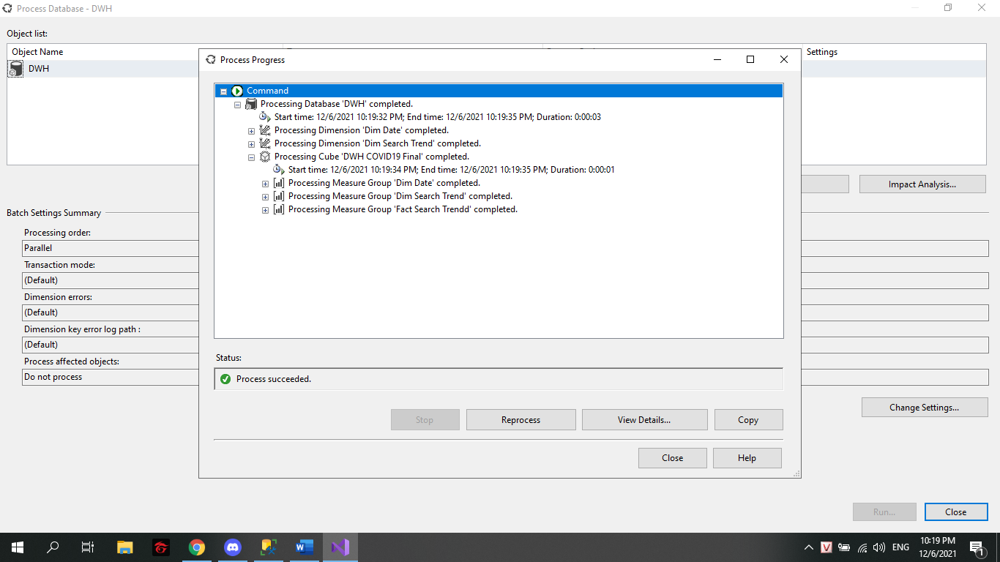 Process Database - DWH
Object list:
Object Name
Settings
DWH
Process Progress
Command
Processing Database 'DWH' completed.
Start time: 12/6/2021 10:19:32 PM; End time: 12/6/2021 10:19:35 PM; Duration: 0:00:03
Processing Dimension 'Dim Date' completed.
Processing Dimension 'Dim Search Trend' completed.
Processing Cube 'DWH COVID19 Final' completed.
Start time: 12/6/2021 10:19:34 PM; End time: 12/6/2021 10:19:35 PM; Duration: 0:00:01
Processing Measure Group 'Dim Date' completed.
Processing Measure Group 'Dim Search Trend' completed.
Processing Measure Group 'Fact Search Trendd' completed.
Status:
Process succeeded.
Stop
Reprocess
View Details...
Copy
Close
Help
Impact Analysis...
Batch Settings Summary
Processing order:
Parallel
Transaction mode:
(Default)
Dimension errors:
(Default)
Dimension key error log path :
(Default)
Process affected objects:
Do not process
Change Settings...
Run...
Close
ENG
10:19 PM
12/6/2021
1